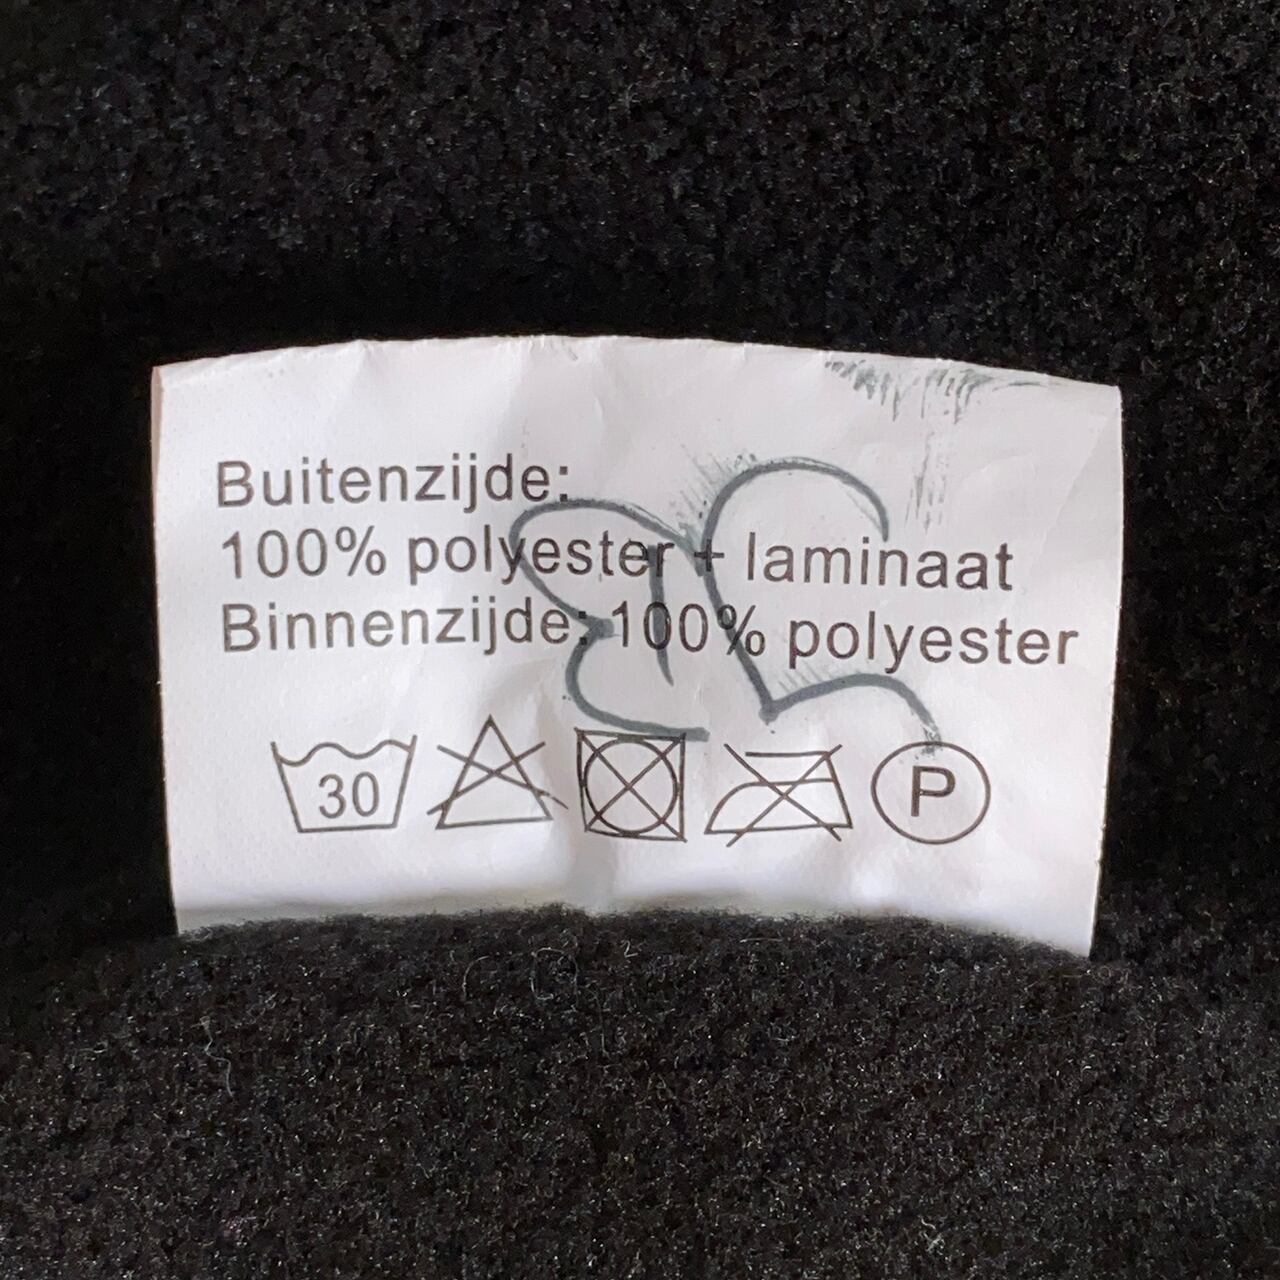 Buitenzijde:
100% polyester + laminaat
Binnenzijde: 100% polyester
30 P